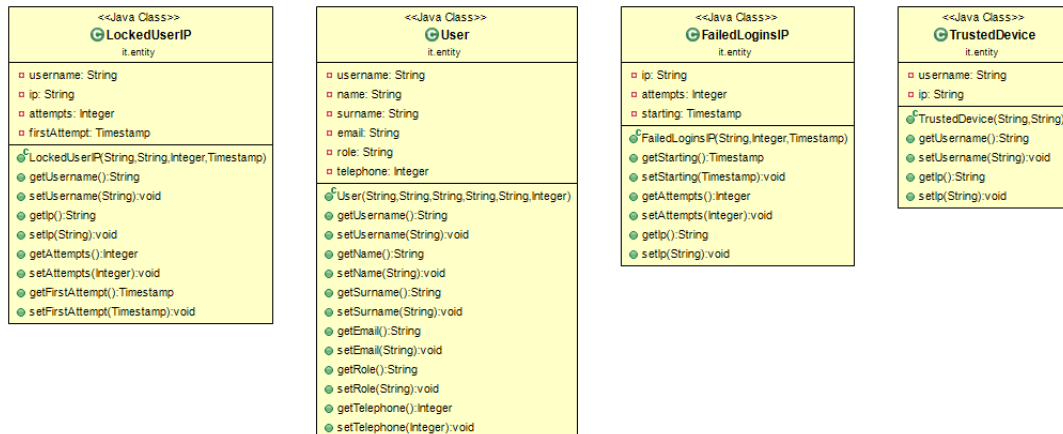 <<Java Class>>
LockedUserIP
it.entity
username: String
ip: String
attempts: Integer
firstAttempt: Timestamp
LockedUserIP(String,String,Integer,Timestamp)
getUsername():String
setUsername(String):void
getIp():String
setIp(String):void
getAttempts():Integer
setAttempts(Integer):void
getFirstAttempt():Timestamp
setFirstAttempt(Timestamp):void
<<Java Class>>
User
it.entity
username: String
name: String
surname: String
email: String
role: String
telephone: Integer
User(String,String,String,String,String,Integer)
getUsername():String
setUsername(String):void
getName():String
setName(String):void
getSurname():String
setSurname(String):void
getEmail():String
setEmail(String):void
getRole():String
setRole(String):void
getTelephone():Integer
setTelephone(Integer):void
<<Java Class>>
FailedLoginsIP
it.entity
ip: String
attempts: Integer
starting: Timestamp
FailedLoginsIP(String,Integer,Timestamp)
getStarting():Timestamp
setStarting(Timestamp):void
getAttempts():Integer
setAttempts(Integer):void
getIp():String
setIp(String):void
<<Java Class>>
TrustedDevice
it.entity
username: String
ip: String
TrustedDevice(String,String)
getUsername():String
setUsername(String):void
getIp():String
setIp(String):void